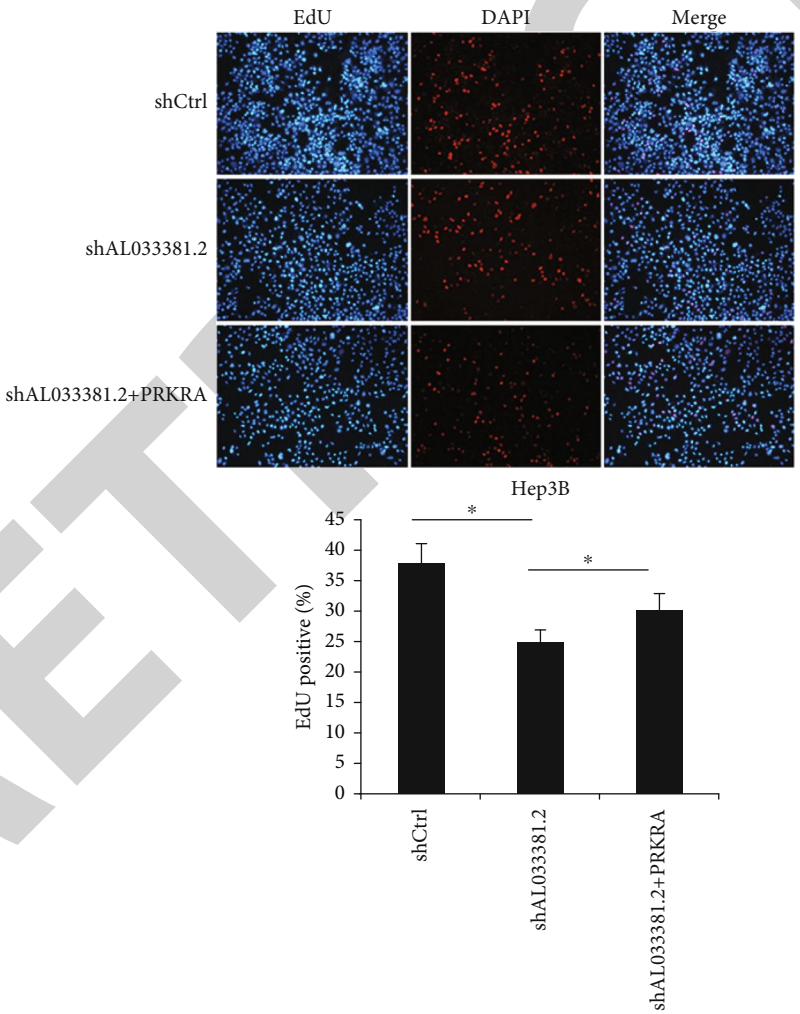 EdU DAPI Merge
shCtrl
shAL033381.2
shAL033381.2+PRKRA
Hep3B
* 
*
45
40
35
30
25
20
15
10
5
0
EdU positive (%)
shCtrl
shAL033381.2
shAL033381.2+PRKRA